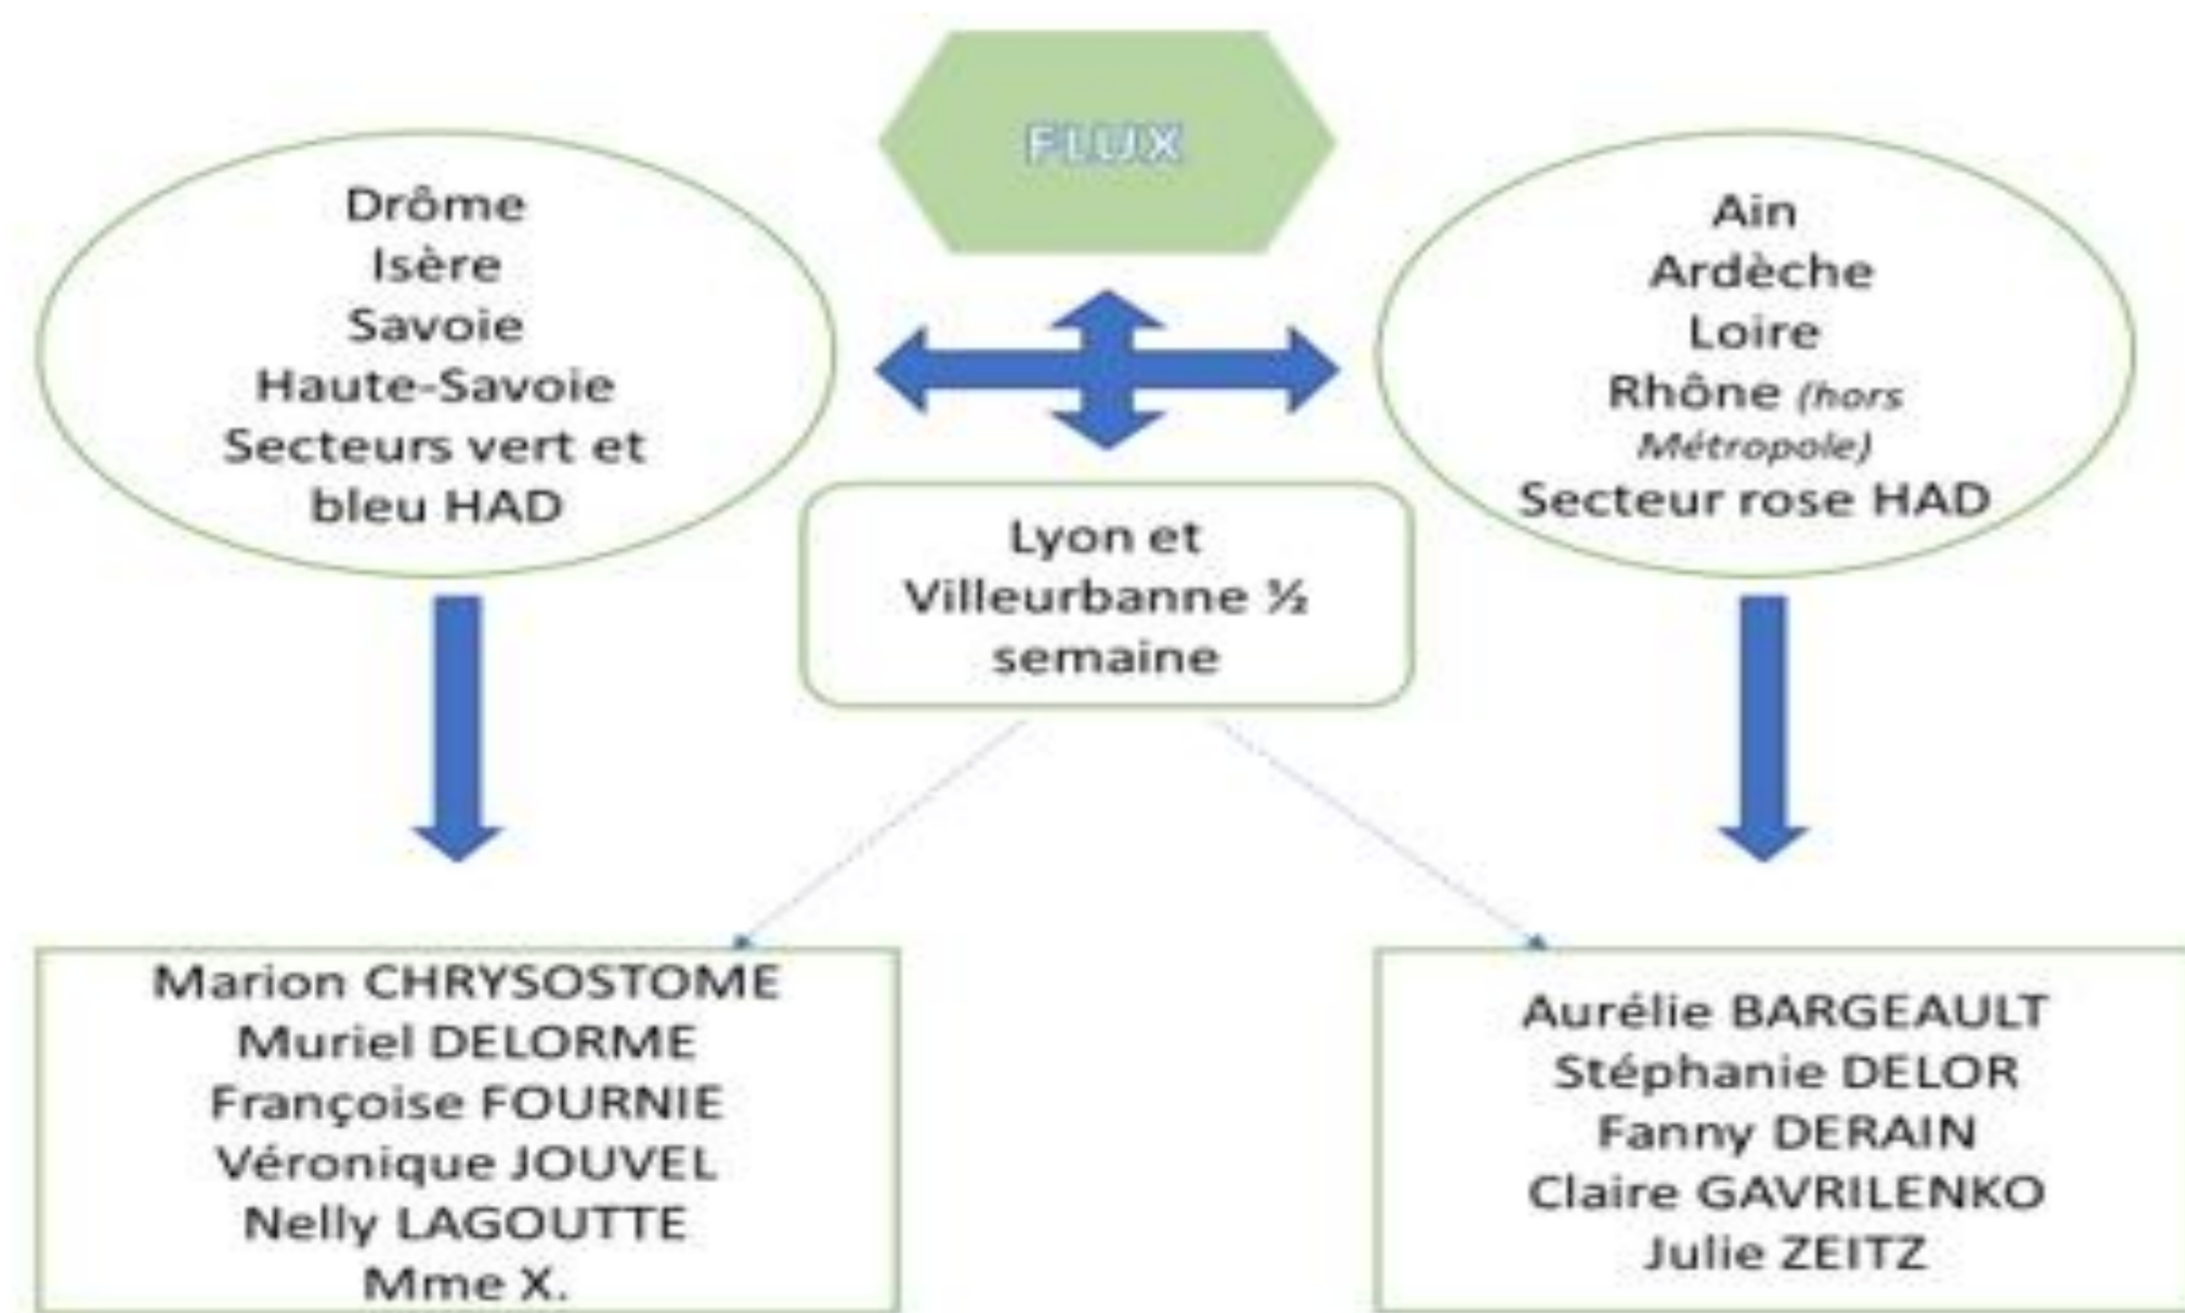 FLUX
Drôme
Isère
Savoie
Haute-Savoie
Secteurs vert et
bleu HAD
Ain
Ardèche
Loire
Rhône (hors
Métropole)
Secteur rose HAD
Lyon et
Villeurbanne ½
semaine
Marion CHRYSOSTOME
Muriel DELORME
Françoise FOURNIE
Véronique JOUVEL
Nelly LAGOUTTE
Mme X.
Aurélie BARGEAULT
Stéphanie DELOR
Fanny DERAIN
Claire GAVRILENKO
Julie ZEITZ